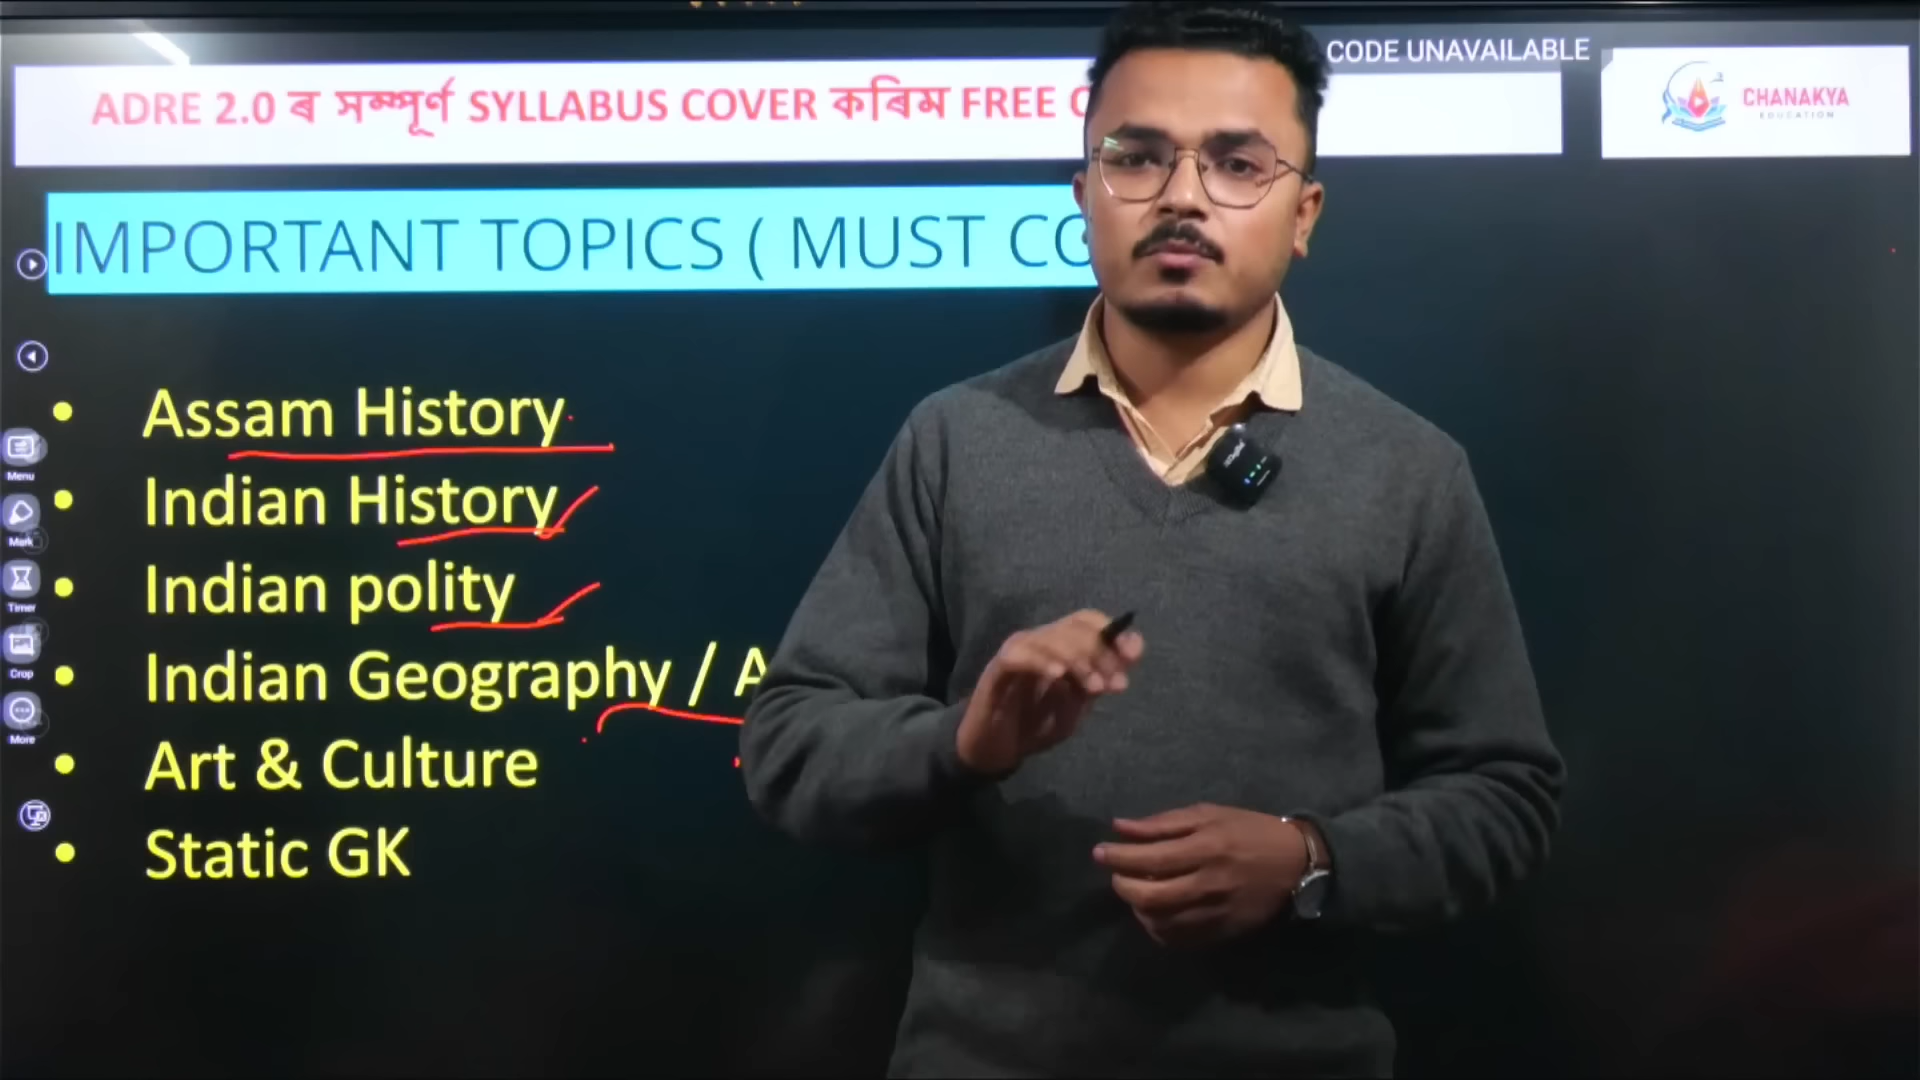 CODE UNAVAILABLE
ADRE 2.0 ৰ সম্পূৰ্ণ SYLLABUS COVER কৰিম FREE
CHANAKYA
EDUCATION
IMPORTANT TOPICS ( MUST
• Assam History
• Indian History
• Indian polity
• Indian Geography /
• Art & Culture
• Static GK
Menu
Mark
Timer
Crop
More